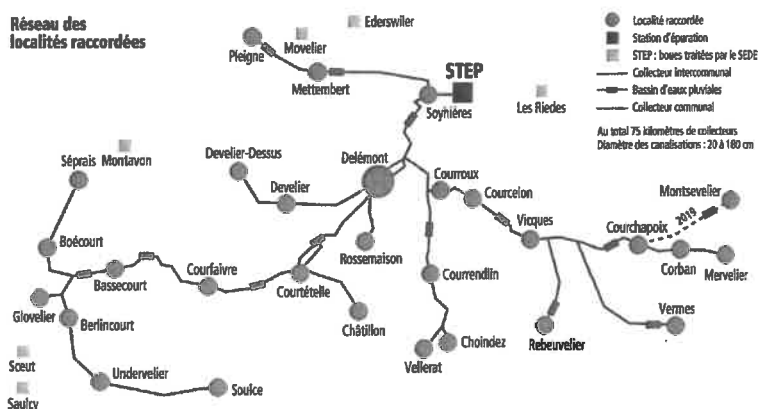 Réseau des
localités raccordées
Ederswiler
Movelier
Pleigne
Mettembert
STEP
Soyhières
Les Riedes
Localité raccordée
Station d'épuration
STEP : boues traitées par le SEDE
Collecteur intercommunal
Bassin d'eaux pluviales
Collecteur communal
Au total 75 kilomètres de collecteurs
Diamètre des canalisations : 20 à 180 cm
Séprais
Montavon
Develier-Dessus
Develier
Delémont
Courroux
Courcelon
Vicques
Courchapoix
2019
Montsevelier
Corban
Mervelier
Boécourt
Bassecourt
Courfaivre
Courtételle
Rossemaison
Courrendlin
Châtillon
Glovelier
Berlincourt
Vellerat
Choindez
Rebeuvelier
Vermes
Scœut
Saulcy
Undervelier
Soulce